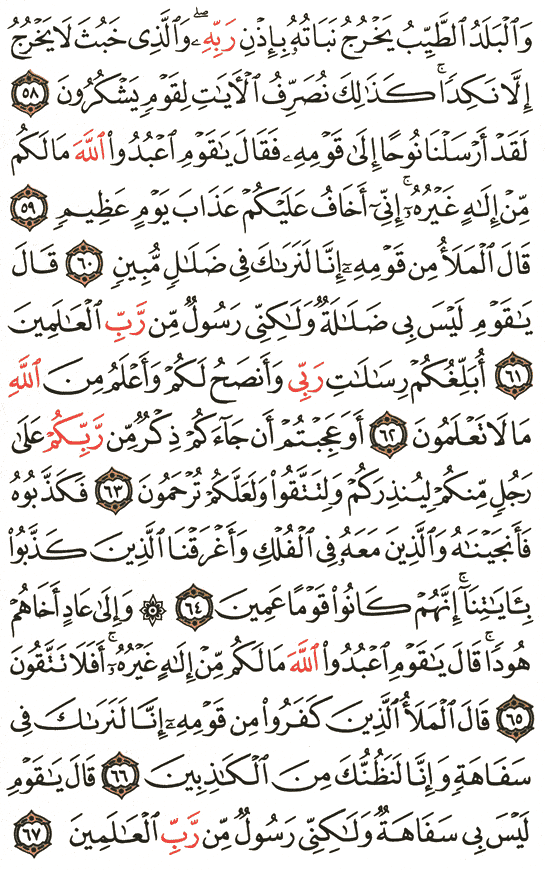 وَٱلۡبَلَدُ ٱلطَّيِّبُ يَخۡرُجُ نَبَاتُهُۥ بِإِذۡنِ رَبِّهِۦۖ وَٱلَّذِي خَبُثَ لَا يَخۡرُجُ
إِلَّا نَكِدٗاۚ كَذَٰلِكَ نُصَرِّفُ ٱلۡأٓيَٰتِ لِقَوۡمٖ يَشۡكُرُونَ ٥٨
لَقَدۡ أَرۡسَلۡنَا نُوحًا إِلَىٰ قَوۡمِهِۦ فَقَالَ يَٰقَوۡمِ ٱعۡبُدُواْ ٱللَّهَ مَا لَكُم
مِّنۡ إِلَٰهٍ غَيۡرُهُۥٓ إِنِّيٓ أَخَافُ عَلَيۡكُمۡ عَذَابَ يَوۡمٍ عَظِيمٖ ٥٩
قَالَ ٱلۡمَلَأُ مِن قَوۡمِهِۦٓ إِنَّا لَنَرَىٰكَ فِي ضَلَٰلٖ مُّبِينٖ ٦٠ قَالَ
يَٰقَوۡمِ لَيۡسَ بِي ضَلَٰلَةٞ وَلَٰكِنِّي رَسُولٞ مِّن رَّبِّ ٱلۡعَٰلَمِينَ
٦١ أُبَلِّغُكُمۡ رِسَٰلَٰتِ رَبِّي وَأَنصَحُ لَكُمۡ وَأَعۡلَمُ مِنَ ٱللَّهِ
مَا لَا تَعۡلَمُونَ ٦٢ أَوَعَجِبۡتُمۡ أَن جَآءَكُمۡ ذِكۡرٞ مِّن رَّبِّكُمۡ عَلَىٰ
رَجُلٖ مِّنكُمۡ لِيُنذِرَكُمۡ وَلِتَتَّقُواْ وَلَعَلَّكُمۡ تُرۡحَمُونَ ٦٣ فَكَذَّبُوهُ
فَأَنجَيۡنَٰهُ وَٱلَّذِينَ مَعَهُۥ فِي ٱلۡفُلۡكِ وَأَغۡرَقۡنَا ٱلَّذِينَ كَذَّبُواْ
بِـَٔايَٰتِنَآۚ إِنَّهُمۡ كَانُواْ قَوۡمًا عَمِينَ ٦٤ ۞ وَإِلَىٰ عَادٍ أَخَاهُمۡ
هُودٗاۚ قَالَ يَٰقَوۡمِ ٱعۡبُدُواْ ٱللَّهَ مَا لَكُم مِّنۡ إِلَٰهٍ غَيۡرُهُۥٓۚ أَفَلَا تَتَّقُونَ
٦٥ قَالَ ٱلۡمَلَأُ ٱلَّذِينَ كَفَرُواْ مِن قَوۡمِهِۦٓ إِنَّا لَنَرَىٰكَ فِي
سَفَاهَةٖ وَإِنَّا لَنَظُنُّكَ مِنَ ٱلۡكَٰذِبِينَ ٦٦ قَالَ يَٰقَوۡمِ
لَيۡسَ بِي سَفَاهَةٞ وَلَٰكِنِّي رَسُولٞ مِّن رَّبِّ ٱلۡعَٰلَمِينَ ٦٧